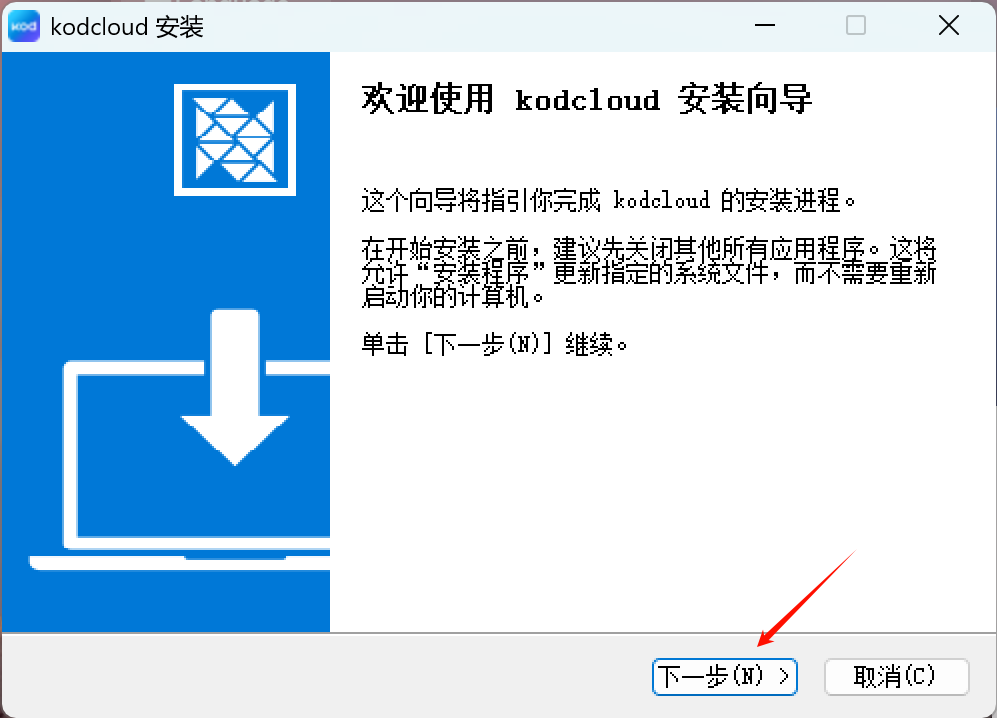 kod
kodcloud 安装
欢迎使用 kodcloud 安装向导
这个向导将指引你完成 kodcloud 的安装进程。
在开始安装之前，建议先关闭其他所有应用程序。这将
允许“安装程序”更新指定的系统文件，而不需要重新
启动你的计算机。
单击 [下一步(N)] 继续。
下一步(N) >
取消(C)